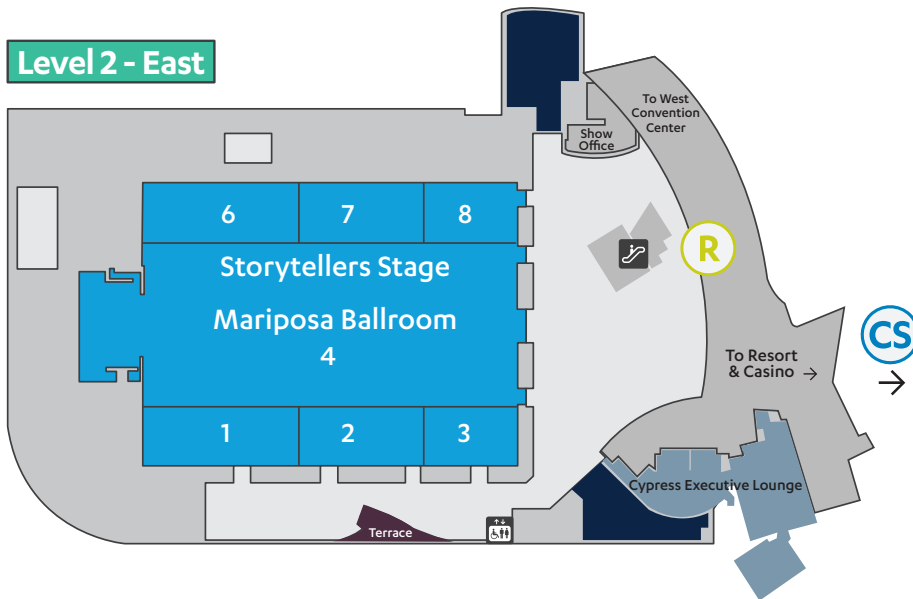 Level 2 - East
To West
Convention
Center
Show
Office
6
7
8
R
Storytellers Stage
Mariposa Ballroom
4
CS
To Resort
& Casino →
→
1
2
3
Cypress Executive Lounge
Terrace